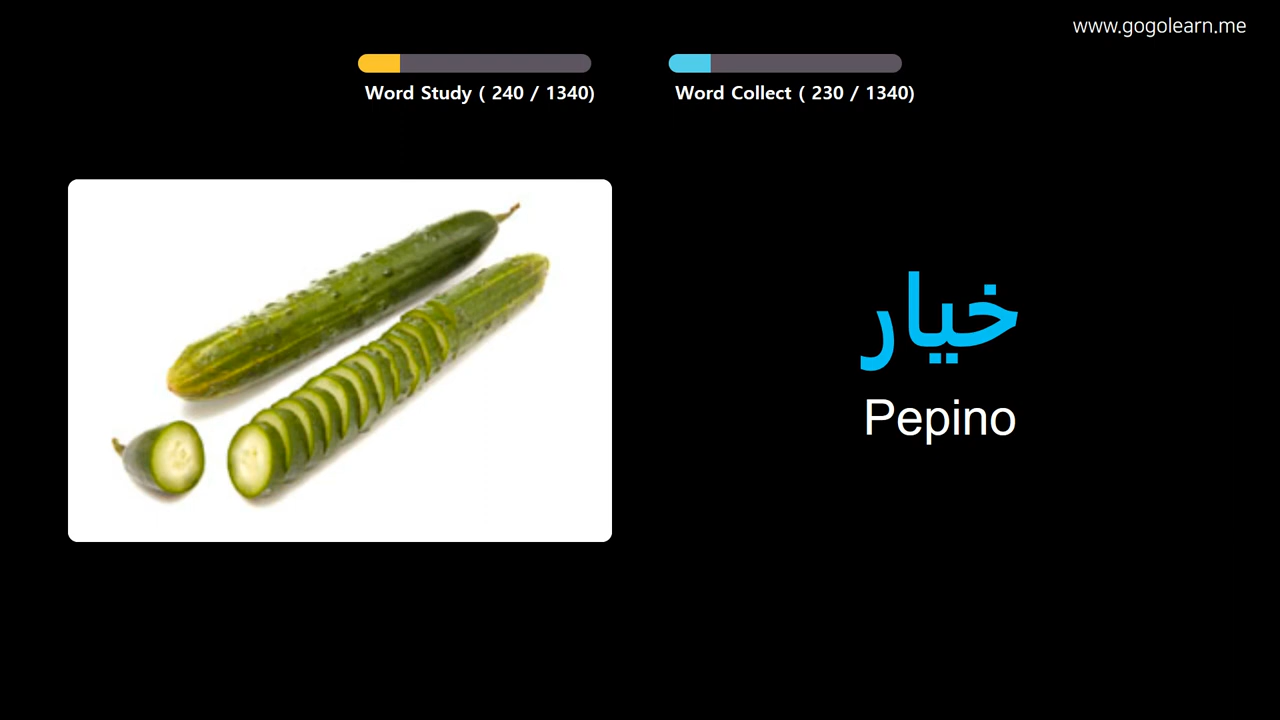 www.gogolearn.me
Word Study ( 240 / 1340)
Word Collect ( 230 / 1340)
خيار
Pepino